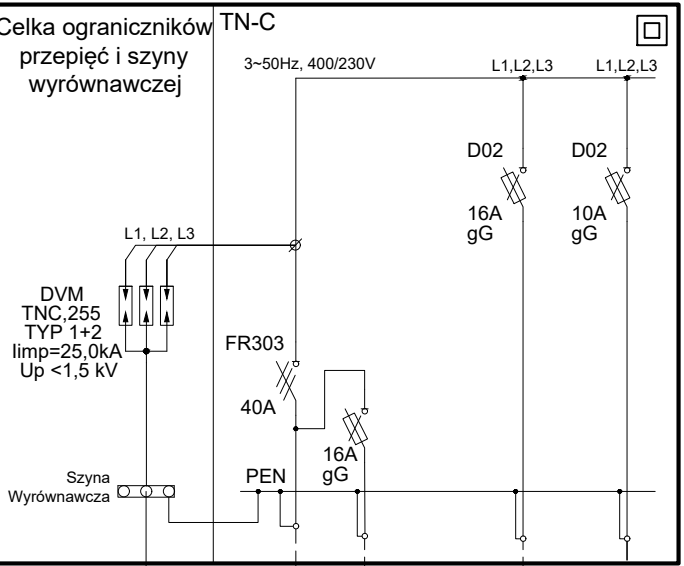 Celka ograniczników
przepięć i szyny
wyrównawczej
TN-C
3~50Hz, 400/230V
L1,L2,L3
L1,L2,L3
D02
16A
gG
D02
10A
gG
L1, L2, L3
DVM
TNC,255
TYP 1+2
Iimp=25,0kA
Up <1,5 kV
FR303
40A
16A
gG
PEN
Szyna
Wyrównawcza